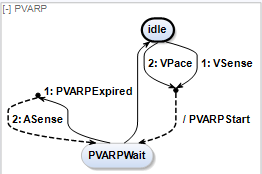 [-] PVARP
idle
2: VPace
1: VSense
1: PVARPExpired
2: ASense
/ PVARPStart
PVARPWait